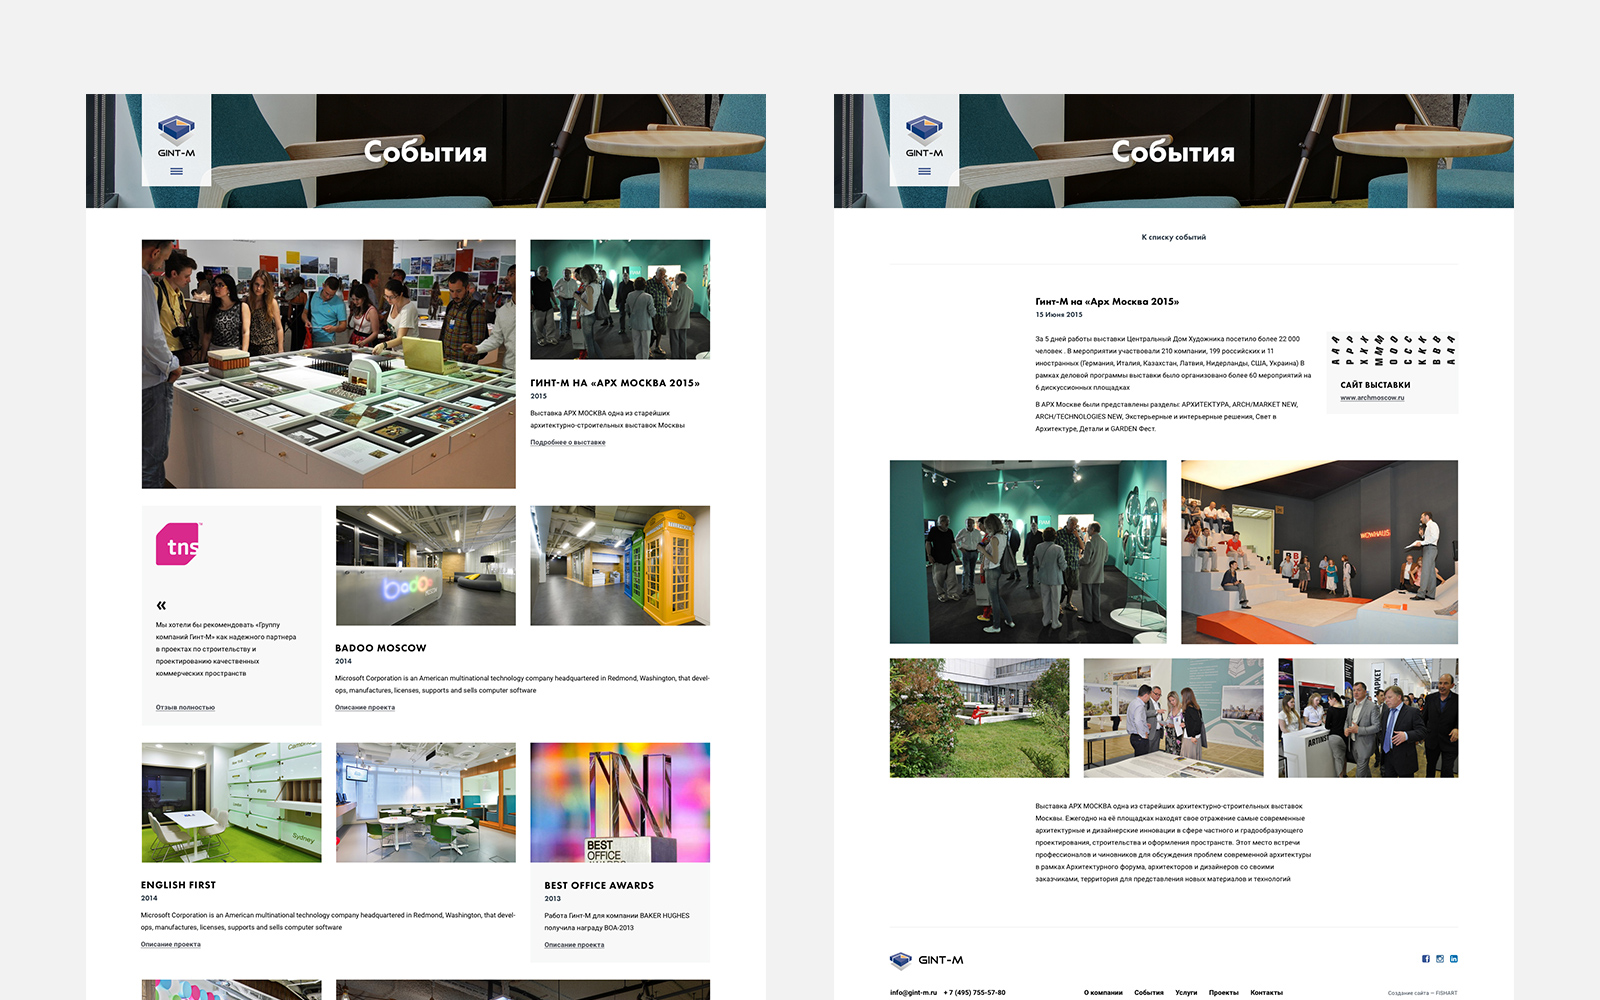 GINT-M
События
ГИНТ-М НА «АРХ МОСКВА 2015»
2015
Выставка АРХ МОСКВА одна из старейших
архитектурно-строительных выставок Москвы
Подробнее о выставке
tns
«
Мы хотели бы рекомендовать «Группу
компаний Гинт-М» как надежного партнера
в проектах по строительству и
проектированию качественных
коммерческих пространств
Отзыв полностью
badoo
BADOO MOSCOW
2014
Microsoft Corporation is an American multinational technology company headquartered in Redmond, Washington, that devel-
ops, manufactures, licenses, supports and sells computer software
Описание проекта
Paris
Sydney
ENGLISH FIRST
2014
Microsoft Corporation is an American multinational technology company headquartered in Redmond, Washington, that devel-
ops, manufactures, licenses, supports and sells computer software
Описание проекта
BEST
OFFICE
BEST OFFICE AWARDS
2013
Работа Гинт-М для компании BAKER HUGHES
получила награду BOA-2013
Описание проекта
GINT-M
События
К списку событий
Гинт-М на «Арх Москва 2015»
15 Июня 2015
За 5 дней работы выставки Центральный Дом Художника посетило более 22 000
человек . В мероприятии участвовали 210 компании, 199 российских и 11
иностранных (Германия, Италия, Казахстан, Латвия, Нидерланды, США, Украина) В
рамках деловой программы выставки было организовано более 60 мероприятий на
6 дискуссионных площадках
В АРХ Москве были представлены разделы: АРХИТЕКТУРА, ARCH/MARKET NEW,
ARCH/TECHNOLOGIES NEW, Экстерьерные и интерьерные решения, Свет в
Архитектуре, Детали и GARDEN Фест.
САЙТ ВЫСТАВКИ
www.archmoscow.ru
WOWHAUS
ARTINST
Выставка АРХ МОСКВА одна из старейших архитектурно-строительных выставок
Москвы. Ежегодно на её площадках находят свое отражение самые современные
архитектурные и дизайнерские инновации в сфере частного и градообразующего
проектирования, строительства и оформления пространств. Этот место встречи
профессионалов и чиновников для обсуждения проблем современной архитектуры
в рамках Архитектурного форума, архитекторов и дизайнеров со своими
заказчиками, территория для представления новых материалов и технологий
GINT-M
info@gint-m.ru + 7 (495) 755-57-80
О компании События Услуги Проекты Контакты
Создание сайта — FISHART